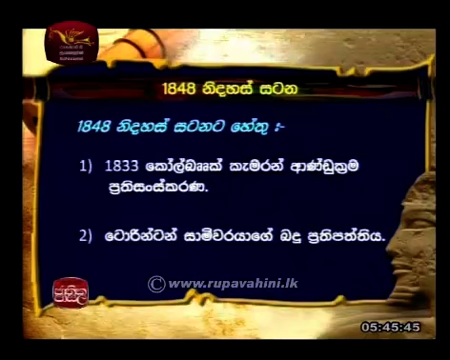 1848 නිදහස් සටන
1848 නිදහස් සටනට හේතු :-
1) 1833 කෝල්බෲක් කැමරන් ආණ්ඩුක්‍රම
ප්‍රතිසංස්කරණ.
2) ටොරින්ටන් සාමිවරයාගේ බදු ප්‍රතිපත්තිය.
©www.rupavahini.lk
05:45:45